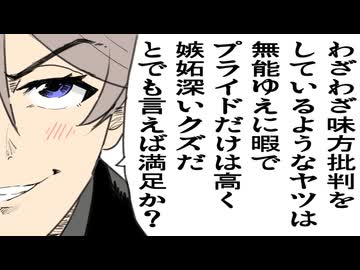 わざわざ味方批判を
しているようなヤツは
無能ゆえに暇で
プライドだけは高く
嫉妬深いクズだ
とでも言えば満足か？